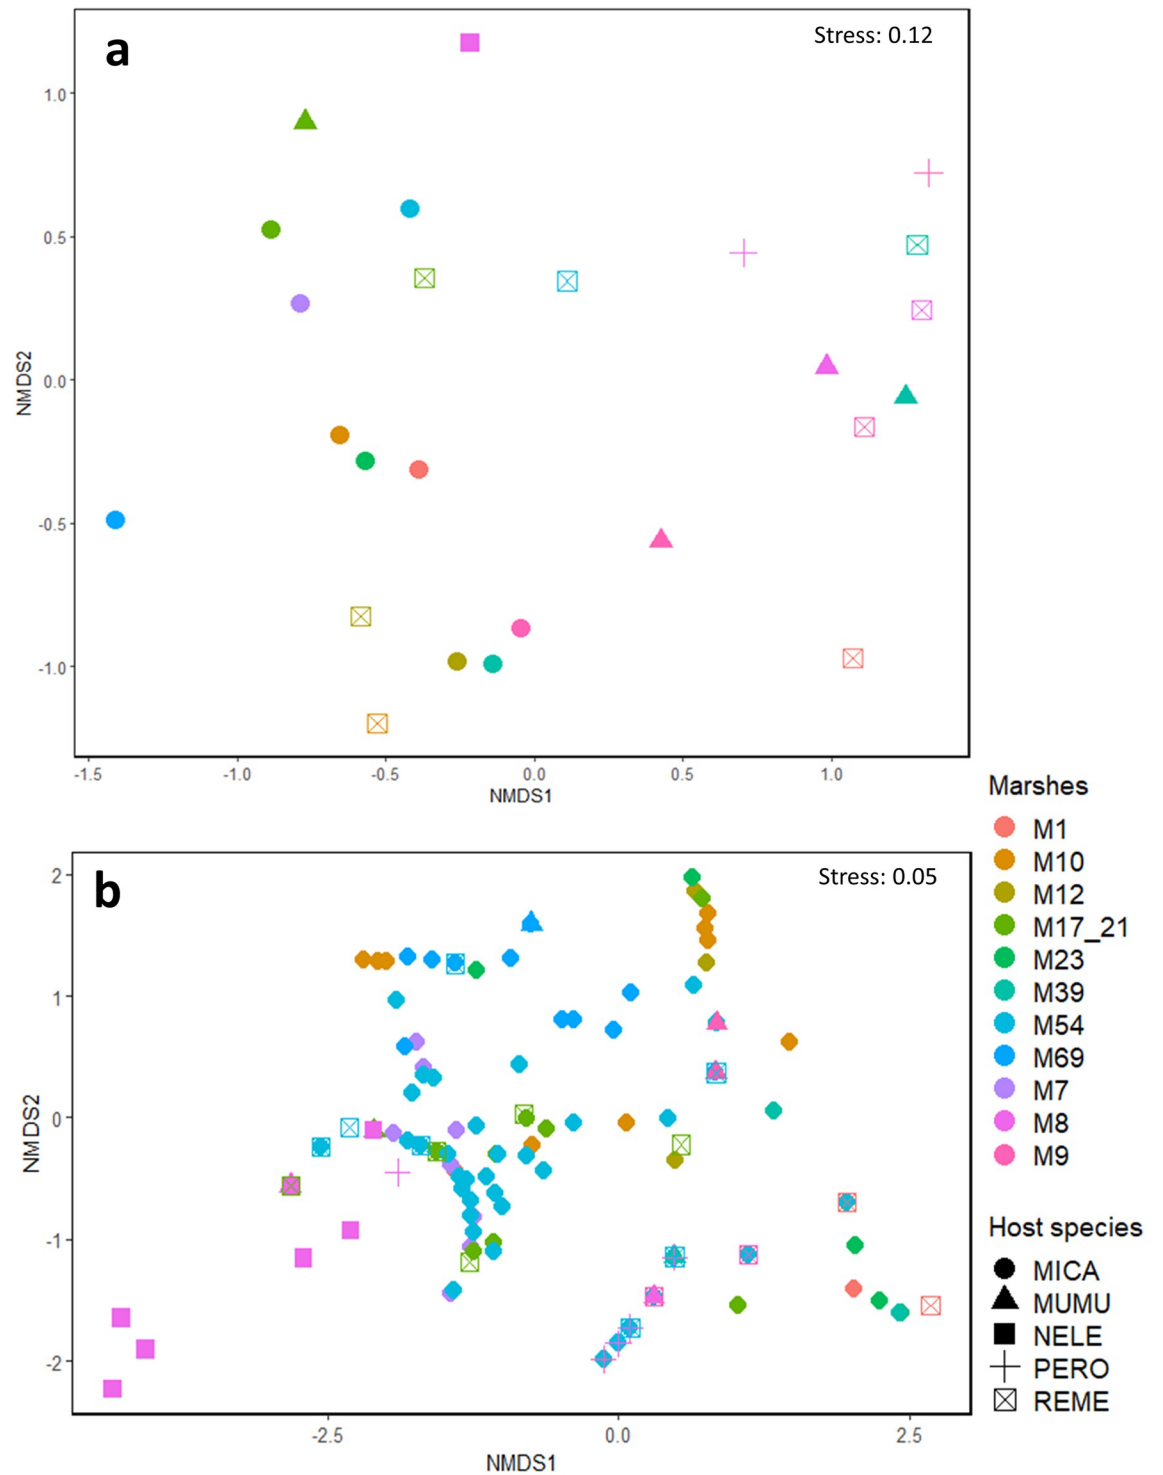 a
Stress: 0.12
1.0
0.5
0.0
-0.5
-1.0
NMDS2
-1.5 -1.0 -0.5 0.0 0.5 1.0
NMDS1
b
Stress: 0.05
2
1
0
-1
-2
NMDS2
-2.5 0.0 2.5
NMDS1
Marshes
M1
M10
M12
M17_21
M23
M39
M54
M69
M7
M8
M9
Host species
MICA
MUMU
NELE
PERO
REME